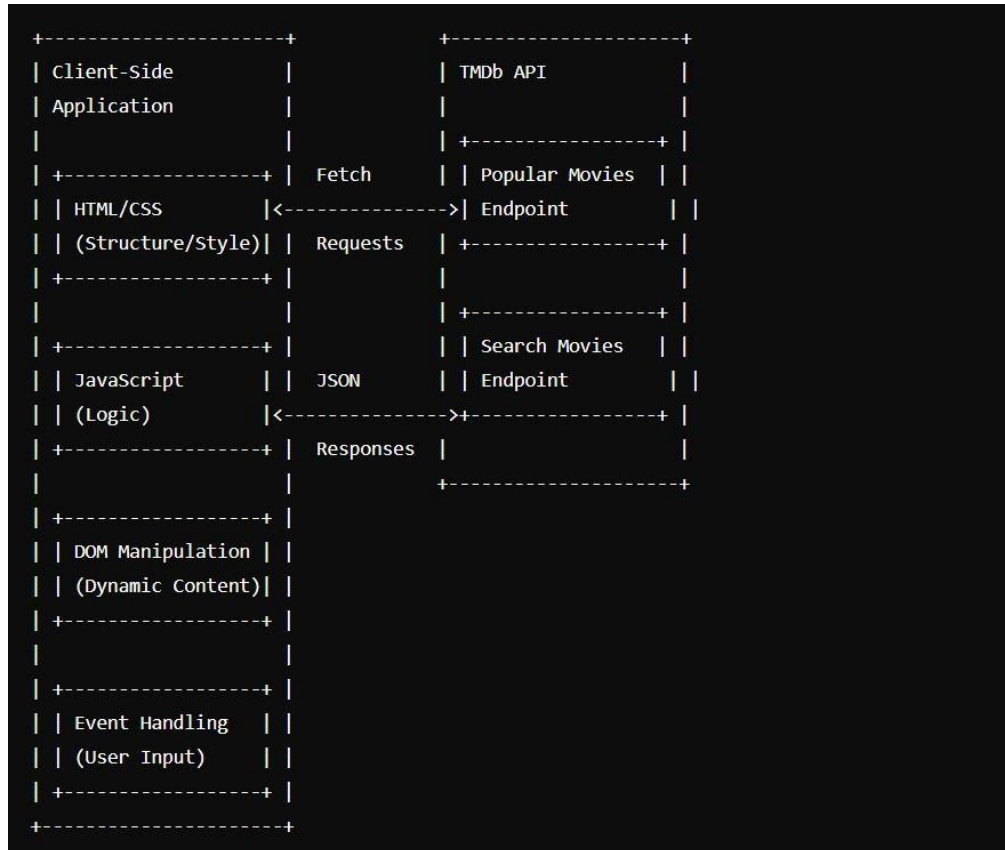 +----------------------+             +---------------------+
| Client-Side          |             | TMDb API            |
| Application          |             |                     |
|                      |             | +-----------------+ |
| +------------------+ |  Fetch      | | Popular Movies  | |
| | HTML/CSS         |<--------------->| Endpoint         | |
| | (Structure/Style)| |  Requests   | +-----------------+ |
| +------------------+ |             |                     |
|                      |             | +-----------------+ |
| +------------------+ |             | | Search Movies   | |
| | JavaScript       | |  JSON       | | Endpoint         | |
| | (Logic)          |<--------------->+-----------------+ |
| +------------------+ |  Responses  |                     |
|                      |             +---------------------+
| +------------------+ |
| | DOM Manipulation | |
| | (Dynamic Content)| |
| +------------------+ |
|                      |
| +------------------+ |
| | Event Handling   | |
| | (User Input)     | |
| +------------------+ |
+----------------------+